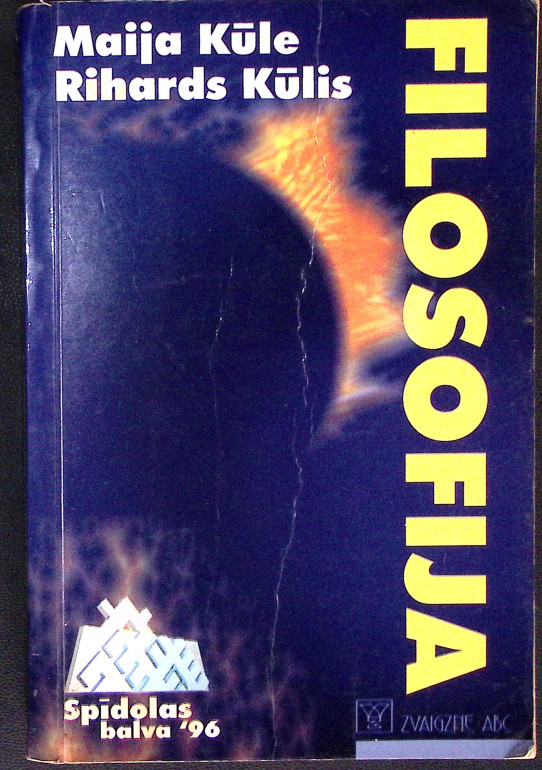 Maija Kūle
Rihards Kūlis
FILOSOFIJA
Spīdolas
balva '96
ZVAIGZNE ABC